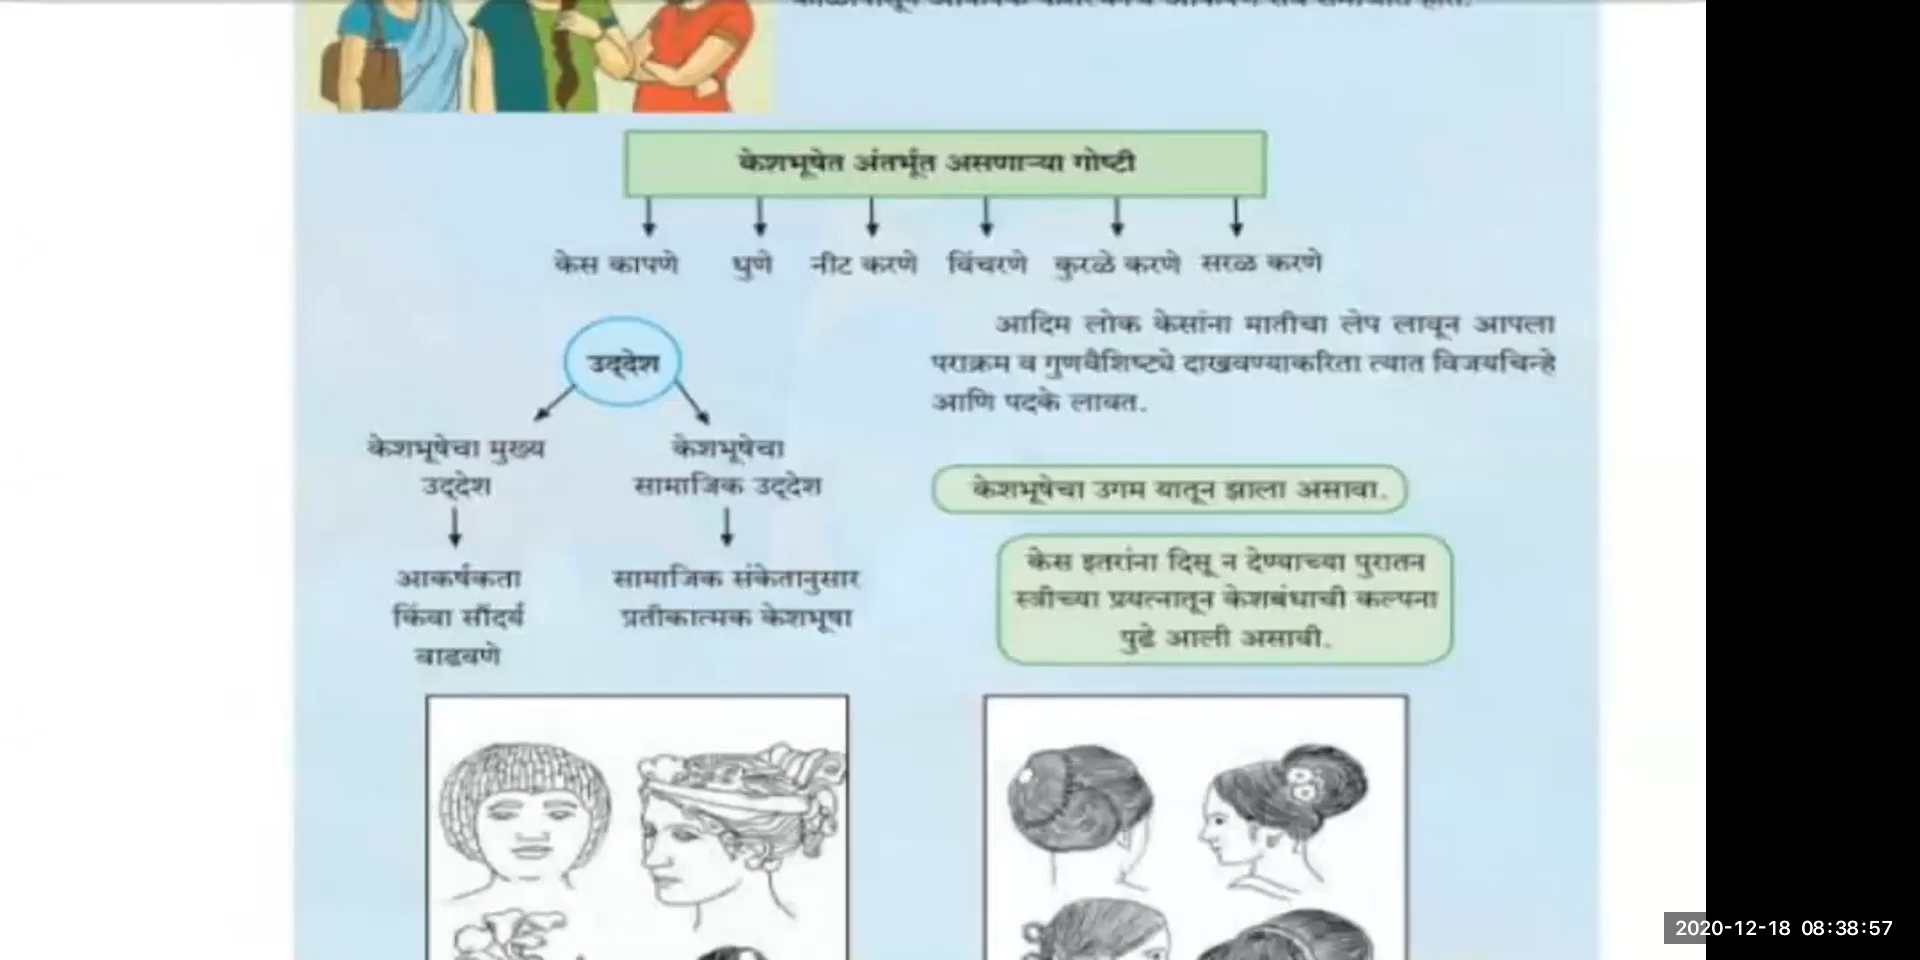 केशभूषेत अंतर्भूत असणाऱ्या गोष्टी
केस कापणे धुणे नीट करणे विंचरणे कुरळे करणे सरळ करणे
उद्देश
केशभूषेचा मुख्य
उद्देश
आकर्षकता
किंवा सौंदर्य
वाढवणे
केशभूषेचा
सामाजिक उद्देश
सामाजिक संकेतानुसार
प्रतीकात्मक केशभूषा
आदिम लोक केसांना मातीचा लेप लावून आपला
पराक्रम व गुणवैशिष्ट्ये दाखवण्याकरिता त्यात विजयचिन्हे
आणि पदके लावत.
केशभूषेचा उगम यातून झाला असावा.
केस इतरांना दिसू न देण्याच्या पुरातन
स्त्रीच्या प्रयत्नातून केशबंधाची कल्पना
पुढे आली असावी.
2020-12-18 08:38:57